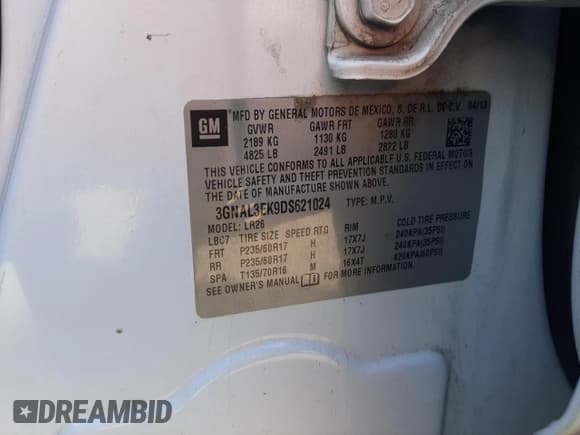 GM
MFD BY GENERAL MOTORS DE MEXICO, S. DE R.L. DE C.V. 04/13
GVWR GAWR FRT GAWR RR
2189 KG 1130 KG 1280 KG
4825 LB 2491 LB 2822 LB
THIS VEHICLE CONFORMS TO ALL APPLICABLE U.S. FEDERAL MOTOR
VEHICLE SAFETY AND THEFT PREVENTION STANDARDS IN EFFECT ON
THE DATE OF MANUFACTURE SHOWN ABOVE.
3GNAL3EK9DS621024 TYPE: M.P.V.
MODEL: LR26
LBC7 TIRE SIZE SPEED RTG RIM COLD TIRE PRESSURE
FRT P235/60R17 H 17X7J 240KPA(35PSI)
RR P235/60R17 H 17X7J 240KPA(35PSI)
SPA T135/70R16 M 16X4T 420KPA(60PSI)
SEE OWNER'S MANUAL FOR MORE INFORMATION
DREAMBID